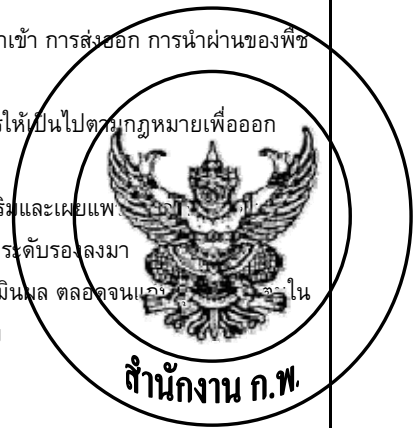 าเข้า การส่งออก การนำผ่านของพืช
รให้เป็นไปตามกฎหมายเพื่อออก
ริมและเผยแพร่
ระดับรองลงมา
มินผล ตลอดจน
สำนักงาน ก.พ.